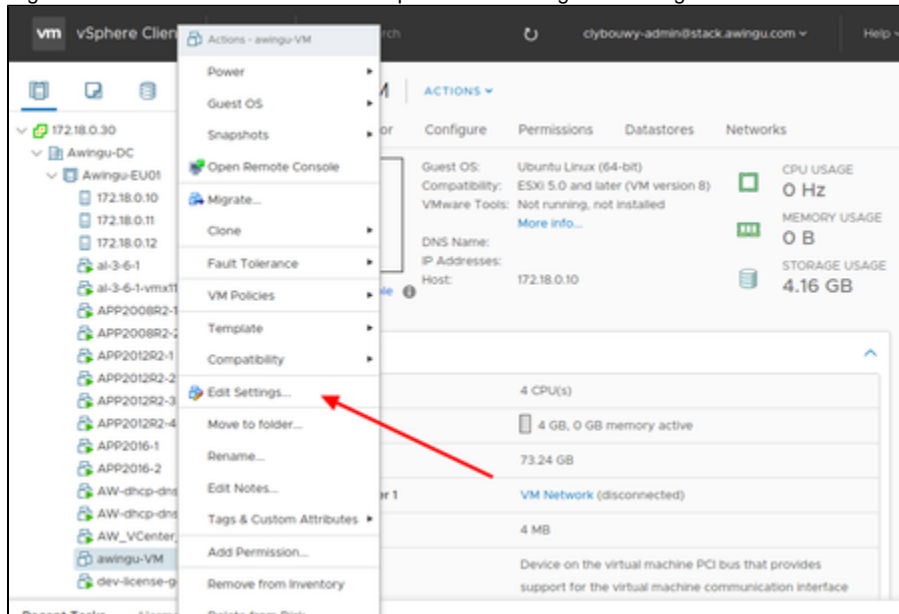 vm vSphere Clien
clybouwy-admin@stack.awingu.com
Help
Actions - awingu-VM
Power
Guest OS
Snapshots
Open Remote Console
Migrate...
Clone
Fault Tolerance
VM Policies
Template
Compatibility
Edit Settings...
Move to folder...
Rename...
Edit Notes...
Tags & Custom Attributes
Add Permission...
Remove from Inventory
172.18.0.30
Awingu-DC
Awingu-EU01
172.18.0.10
172.18.0.11
172.18.0.12
al-3-6-1
al-3-6-1-vmx11
APP2008R2-1
APP2008R2-2
APP2012R2-1
APP2012R2-2
APP2012R2-3
APP2012R2-4
APP2016-1
APP2016-2
AW-dhcp-dns
AW-dhcp-dns
AW_VCenter_
awingu-VM
dev-license-g
ACTIONS
Configure Permissions Datastores Networks
Guest OS: Ubuntu Linux (64-bit)
Compatibility: ESXi 5.0 and later (VM version 8)
VMware Tools: Not running, not installed
More info...
DNS Name:
IP Addresses:
Host: 172.18.0.10
CPU USAGE
0 Hz
MEMORY USAGE
0 B
STORAGE USAGE
4.16 GB
4 CPU(s)
4 GB, 0 GB memory active
73.24 GB
er 1 VM Network (disconnected)
4 MB
Device on the virtual machine PCI bus that provides
support for the virtual machine communication interface